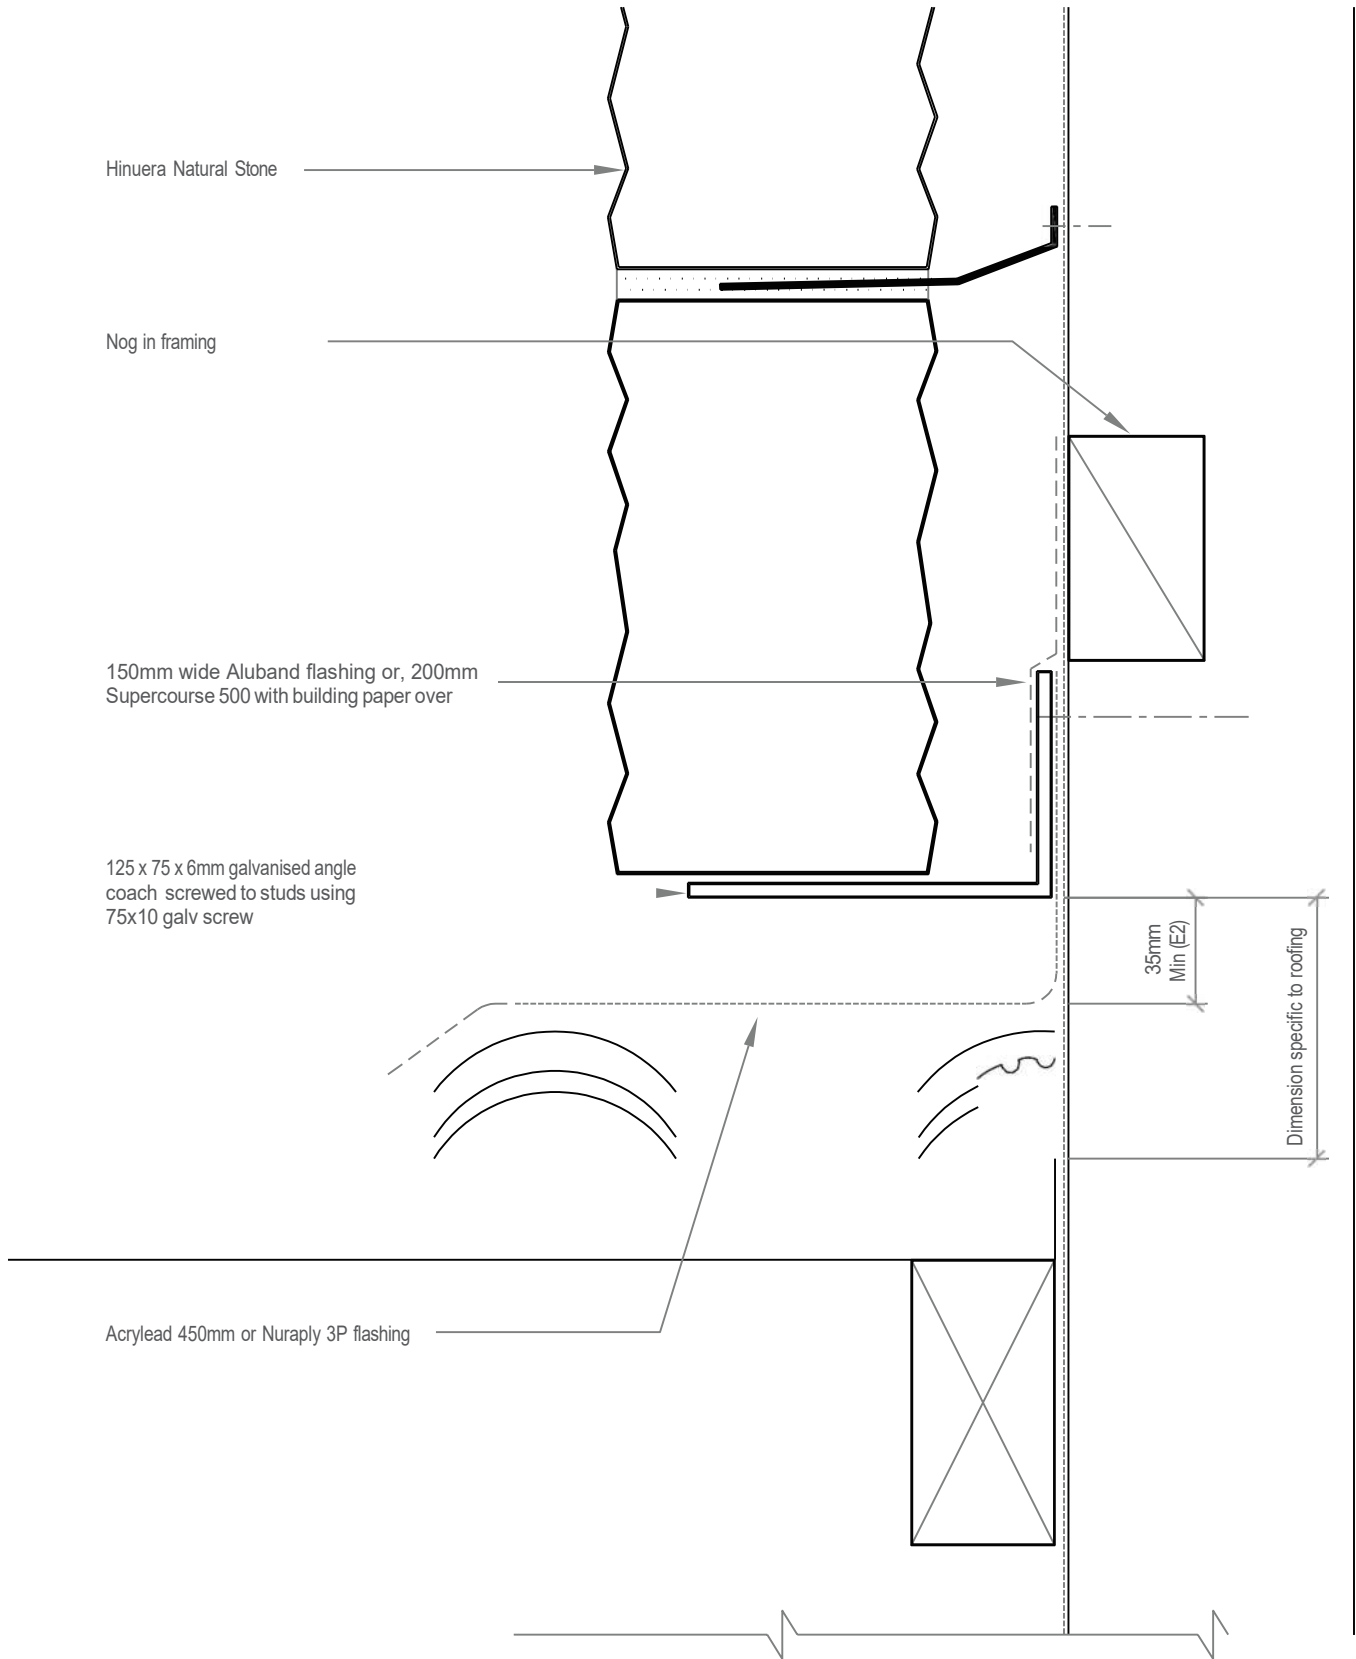 Hinuera Natural Stone
Nog in framing
150mm wide Aluband flashing or, 200mm
Supercourse 500 with building paper over
125 x 75 x 6mm galvanised angle
coach screwed to studs using
75x10 galv screw
35mm
Min (E2)
Dimension specific to roofing
Acrylead 450mm or Nuraply 3P flashing